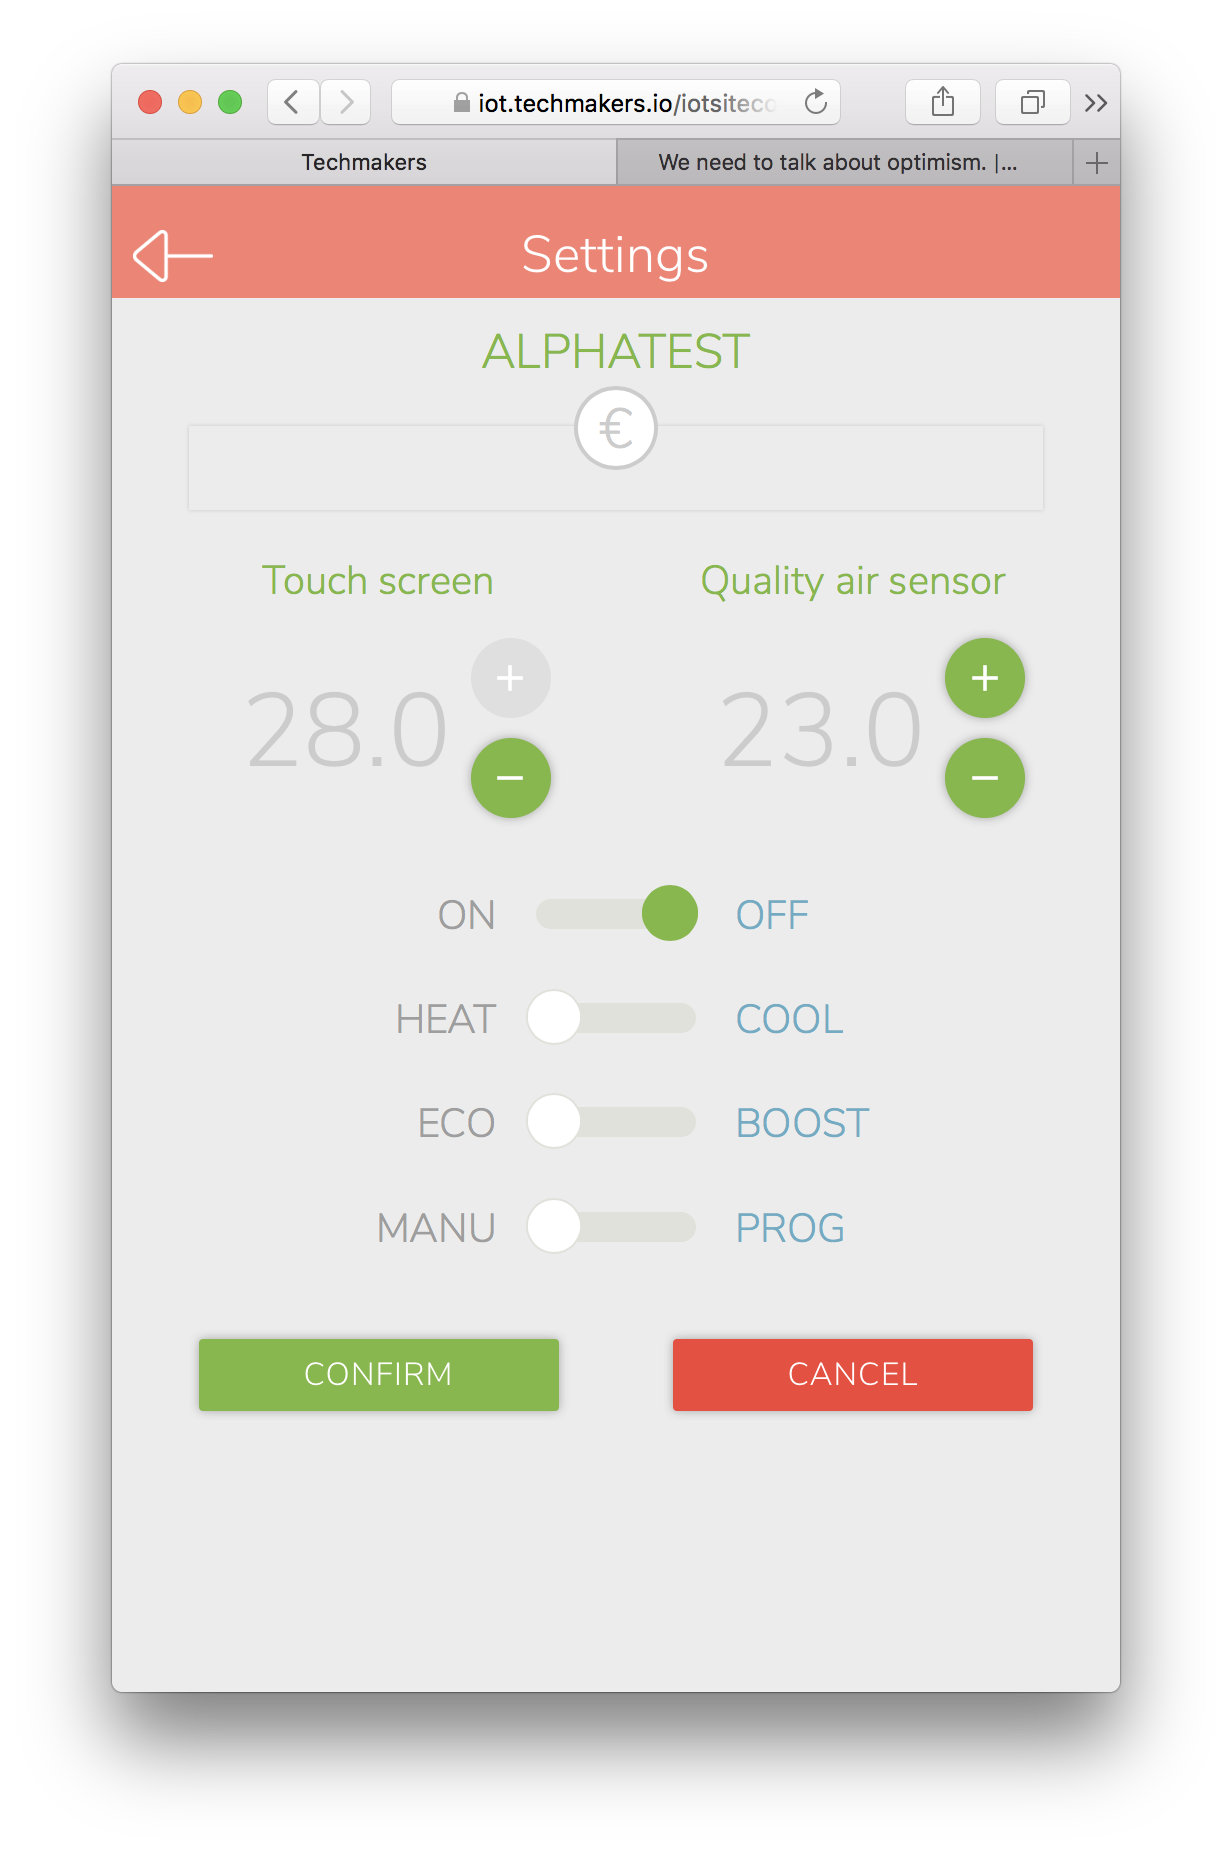 iot.techmakers.io/iotsiteco
Techmakers
We need to talk about optimism. |...
Settings
ALPHATEST
€
Touch screen
Quality air sensor
28.0
+
−
23.0
+
−
ON OFF
HEAT COOL
ECO BOOST
MANU PROG
CONFIRM
CANCEL